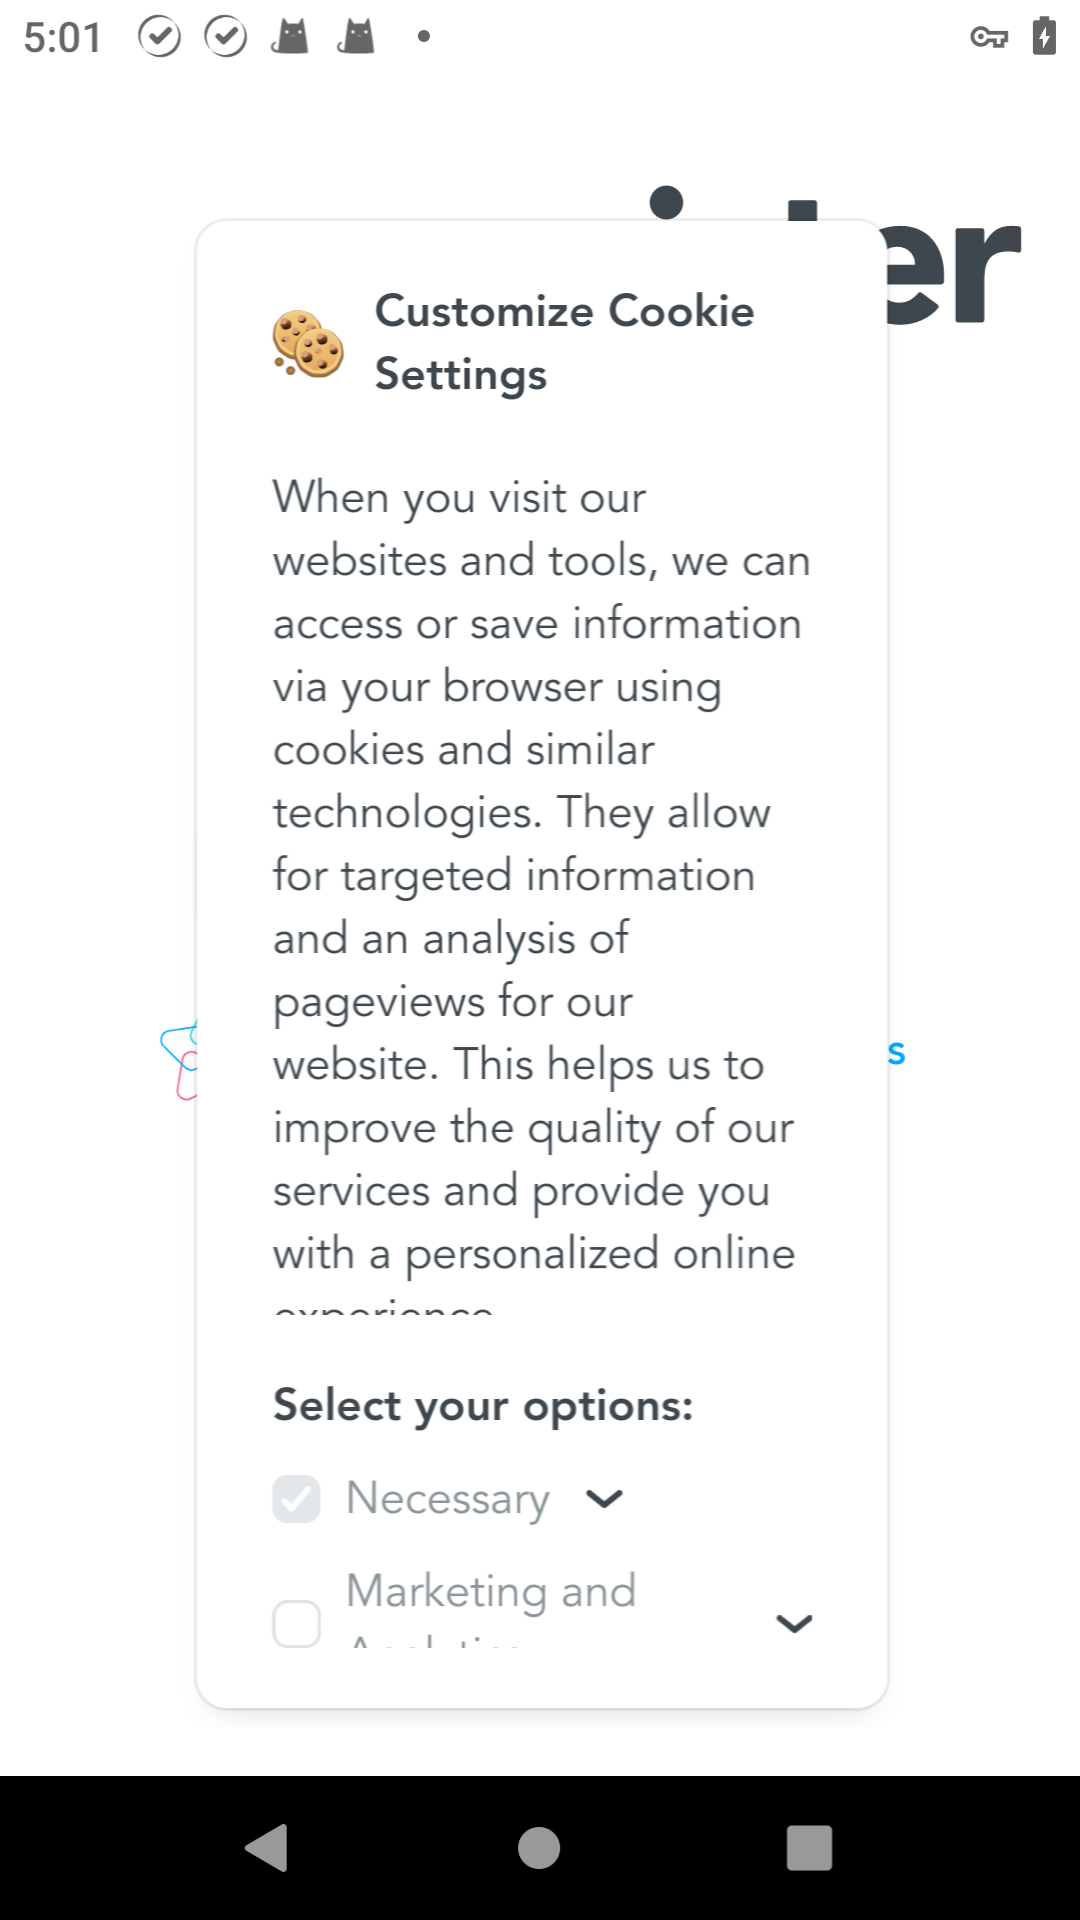 5:01
er
Customize Cookie
Settings
When you visit our
websites and tools, we can
access or save information
via your browser using
cookies and similar
technologies. They allow
for targeted information
and an analysis of
pageviews for our
website. This helps us to
improve the quality of our
services and provide you
with a personalized online
experience
s
Select your options:
Necessary
Marketing and